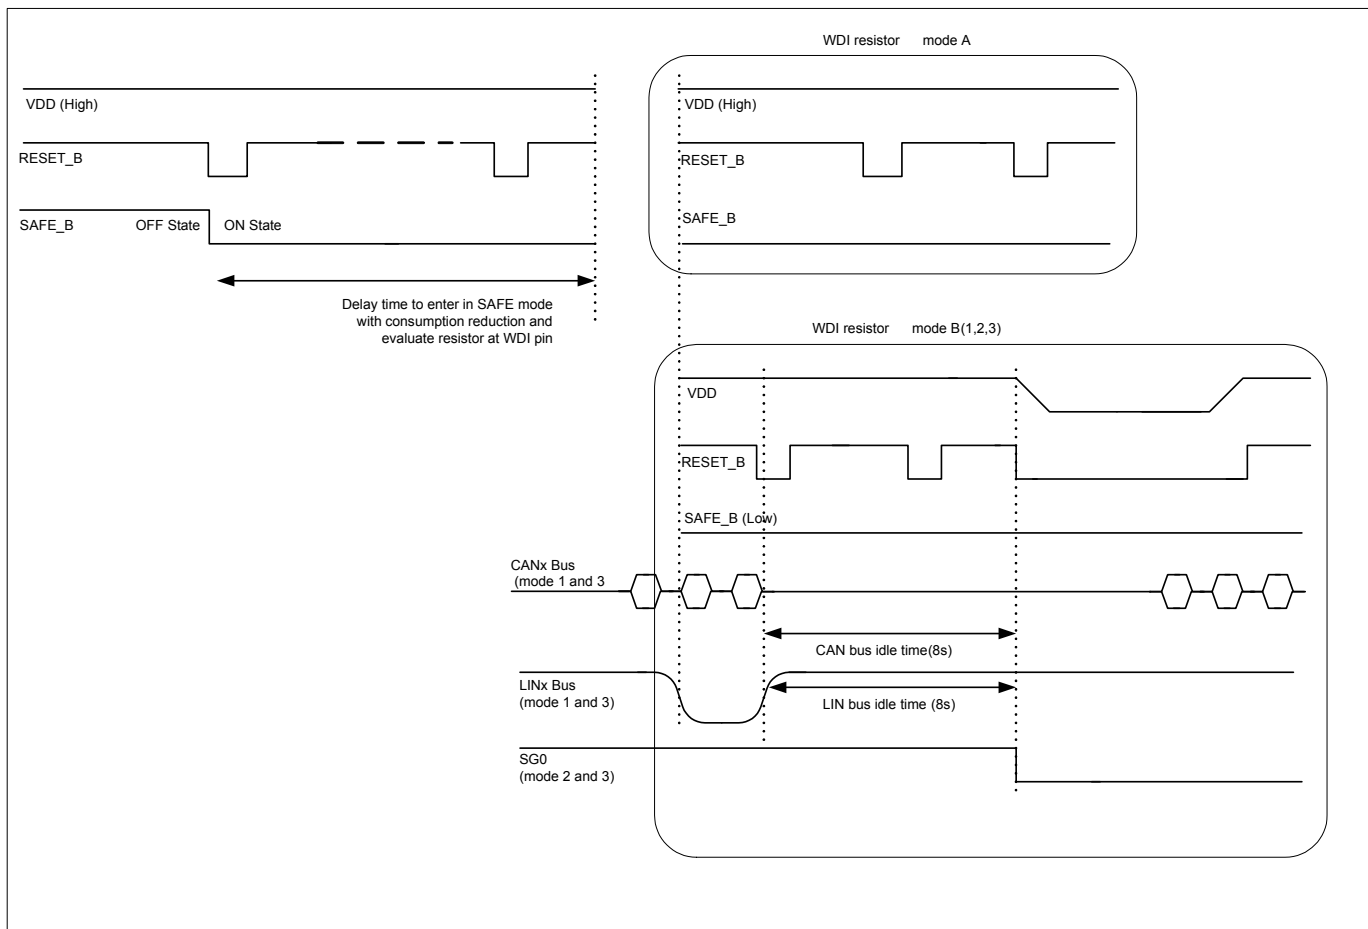 WDI resistor mode A
VDD (High)
RESET_B
SAFE_B OFF State ON State
Delay time to enter in SAFE mode
with consumption reduction and
evaluate resistor at WDI pin
VDD (High)
RESET_B
SAFE_B
WDI resistor mode B(1,2,3)
VDD
RESET_B
SAFE_B (Low)
CANx Bus
(mode 1 and 3
CAN bus idle time(8s)
LINx Bus
(mode 1 and 3)
LIN bus idle time (8s)
SG0
(mode 2 and 3)